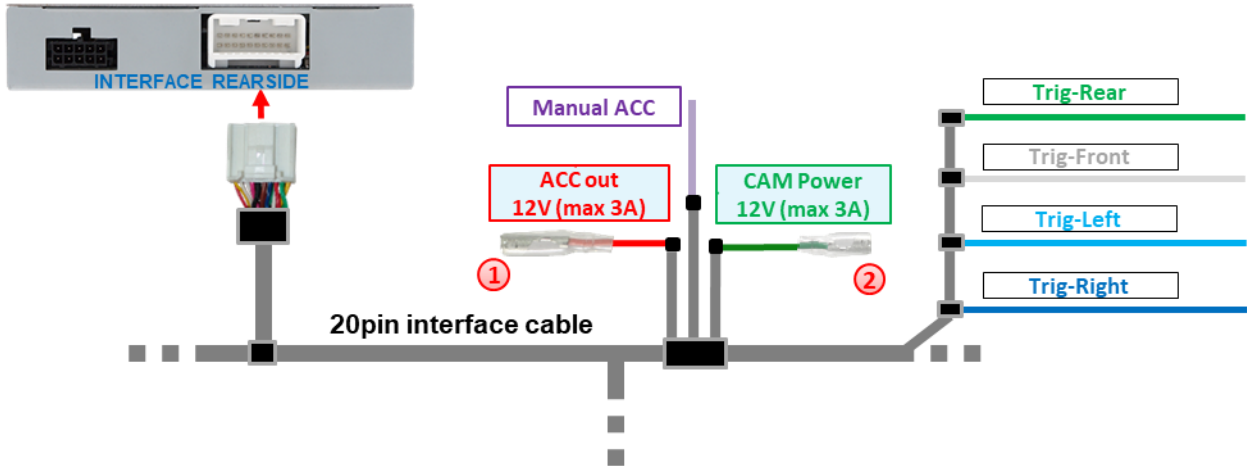 INTERFACE REARSIDE
Manual ACC
ACC out
12V (max 3A)
CAM Power
12V (max 3A)
1
2
Trig-Rear
Trig-Front
Trig-Left
Trig-Right
20pin interface cable